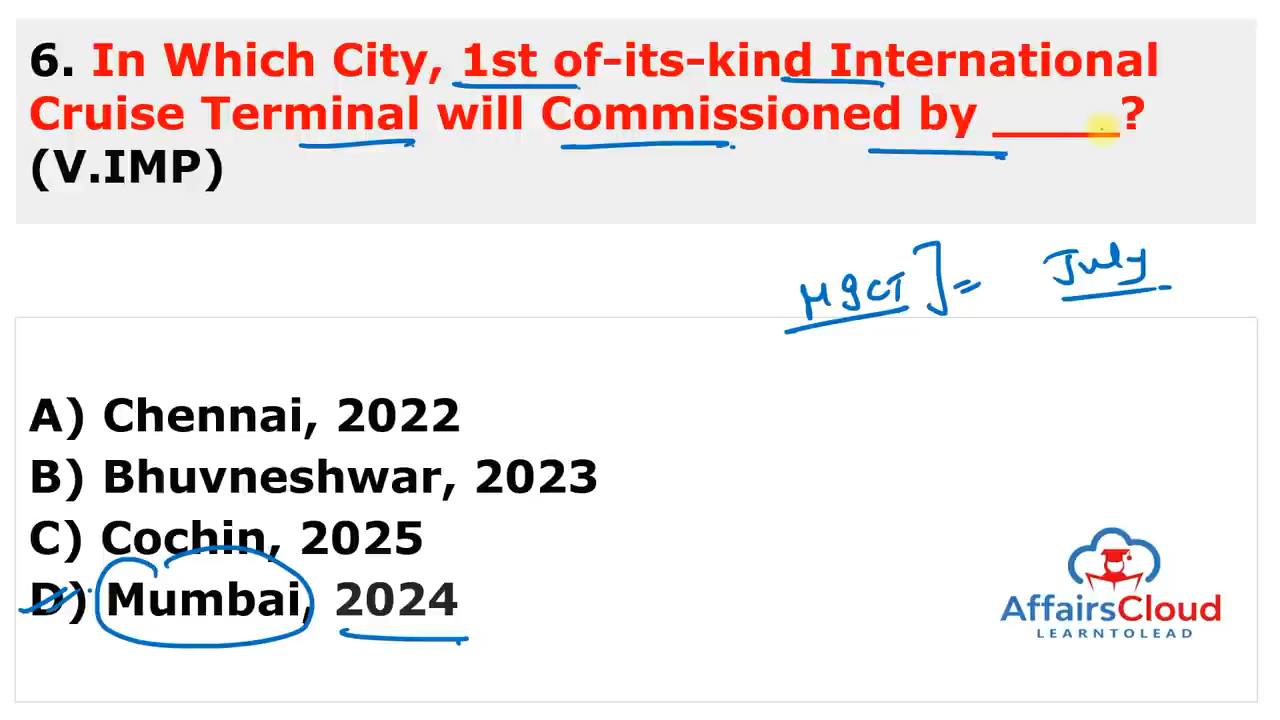 6. In Which City, 1st of-its-kind International
Cruise Terminal will Commissioned by _____?
(V.IMP)
MICT] = July
A) Chennai, 2022
B) Bhuvneshwar, 2023
C) Cochin, 2025
D) Mumbai, 2024
AffairsCloud
LEARNTOLEAD